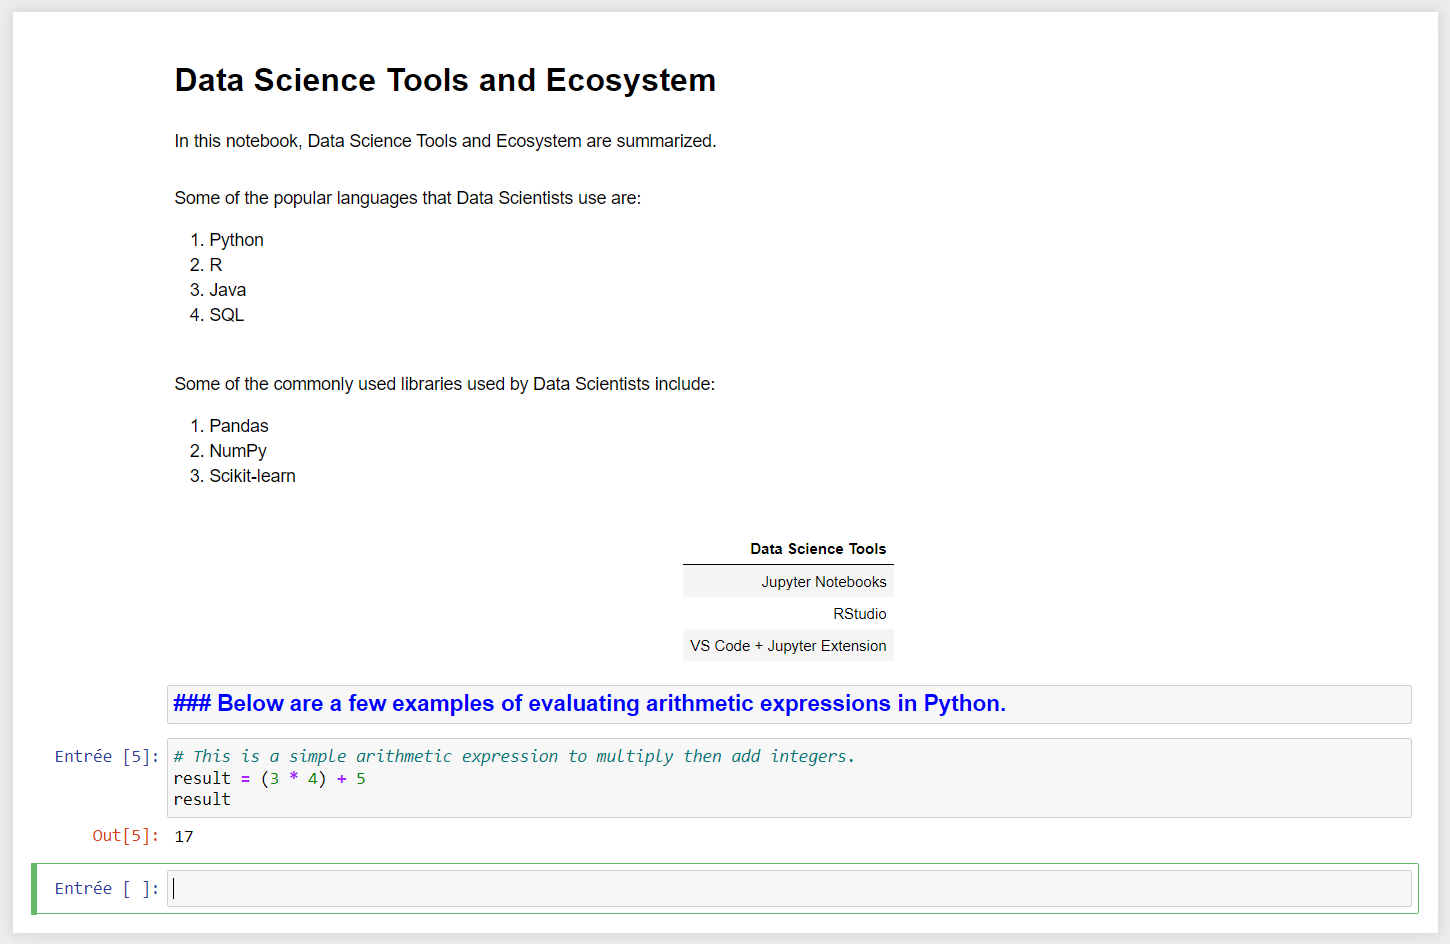 Data Science Tools and Ecosystem
In this notebook, Data Science Tools and Ecosystem are summarized.
Some of the popular languages that Data Scientists use are:
1. Python
2. R
3. Java
4. SQL
Some of the commonly used libraries used by Data Scientists include:
1. Pandas
2. NumPy
3. Scikit-learn
Data Science Tools
Jupyter Notebooks
RStudio
VS Code + Jupyter Extension
### Below are a few examples of evaluating arithmetic expressions in Python.
Entrée [5]: # This is a simple arithmetic expression to multiply then add integers.
result = (3 * 4) + 5
result
Out[5]: 17
Entrée [ ]: